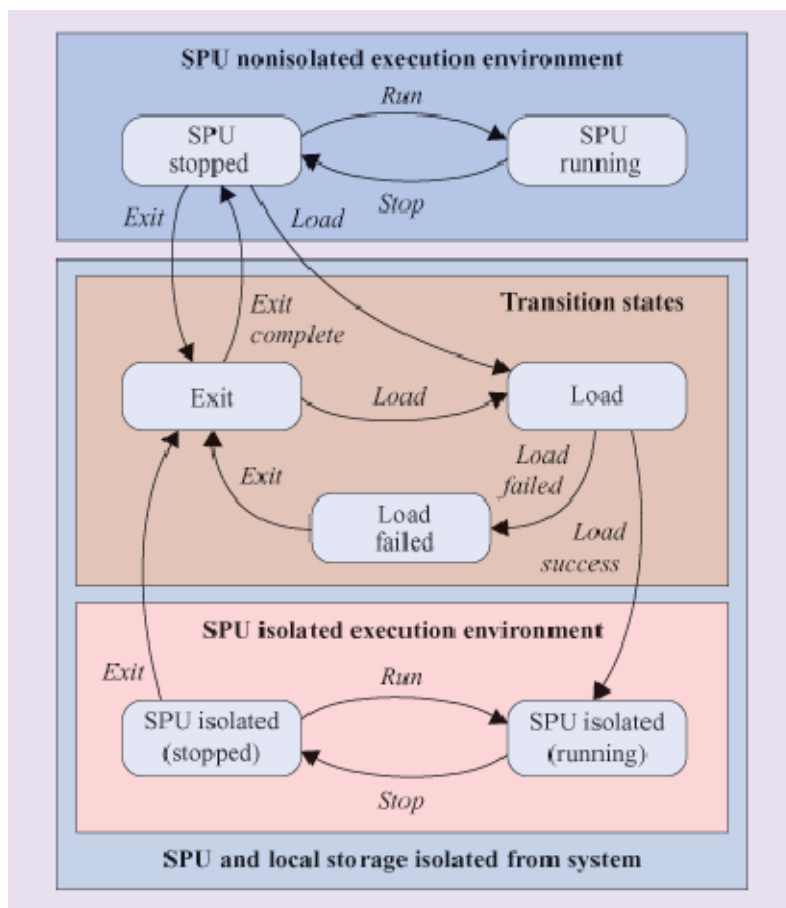 SPU nonisolated execution environment
Run
SPU
stopped
SPU
running
Stop
Exit
Load
Transition states
Exit
complete
Exit
Load
Load
Exit
Load
failed
Load
failed
Load
success
SPU isolated execution environment
Exit
Run
SPU isolated
(stopped)
SPU isolated
(running)
Stop
SPU and local storage isolated from system